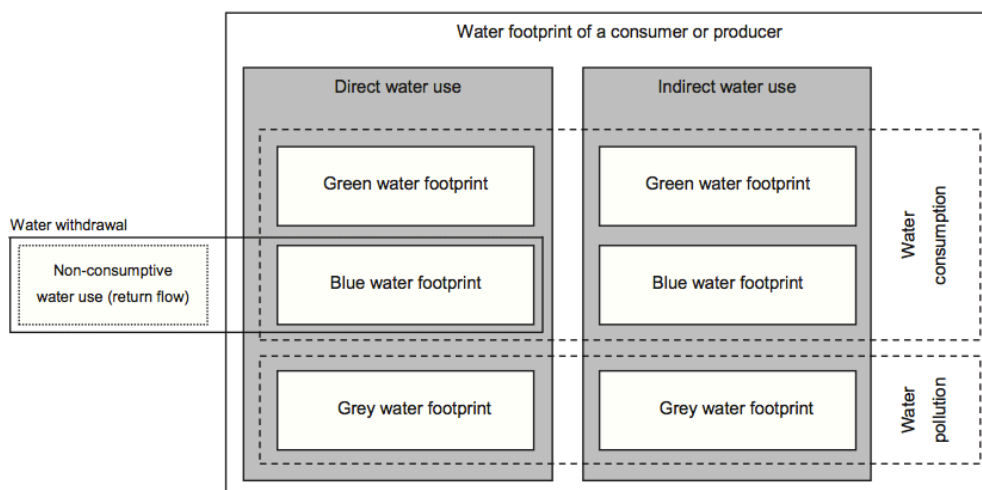 Water footprint of a consumer or producer
Direct water use
Indirect water use
Green water footprint
Green water footprint
Water
consumption
Water withdrawal
Non-consumptive
water use (return flow)
Blue water footprint
Blue water footprint
Grey water footprint
Grey water footprint
Water
pollution